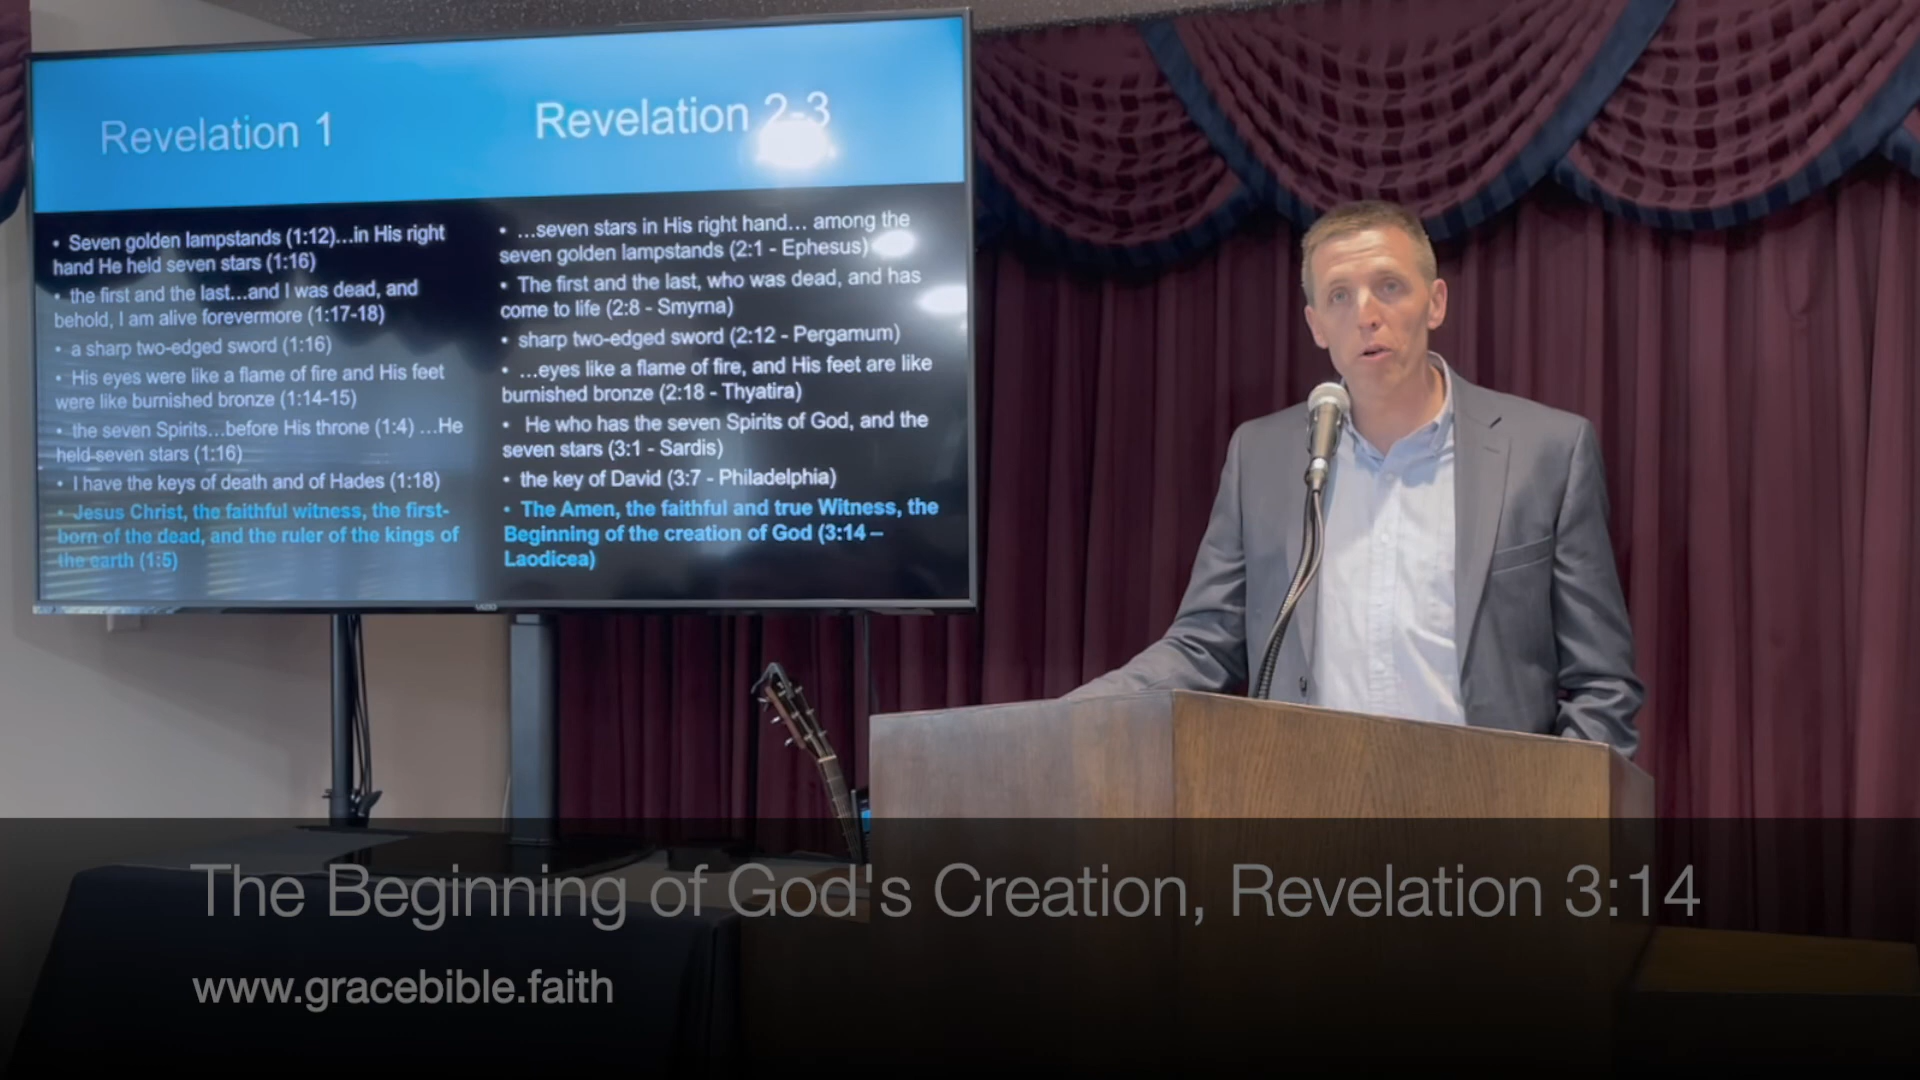 Revelation 1
• Seven golden lampstands (1:12)...in His right
hand He held seven stars (1:16)
• the first and the last...and I was dead, and
behold, I am alive forevermore (1:17-18)
• a sharp two-edged sword (1:16)
• His eyes were like a flame of fire and His feet
were like burnished bronze (1:14-15)
• the seven Spirits...before His throne (1:4) ...He
held seven stars (1:16)
• I have the keys of death and of Hades (1:18)
• Jesus Christ, the faithful witness, the first-
born of the dead, and the ruler of the kings of
the earth (1:5)
Revelation 2-3
• ...seven stars in His right hand... among the
seven golden lampstands (2:1 - Ephesus)
• The first and the last, who was dead, and has
come to life (2:8 - Smyrna)
• sharp two-edged sword (2:12 - Pergamum)
• ...eyes like a flame of fire, and His feet are like
burnished bronze (2:18 - Thyatira)
• He who has the seven Spirits of God, and the
seven stars (3:1 - Sardis)
• the key of David (3:7 - Philadelphia)
• The Amen, the faithful and true Witness, the
Beginning of the creation of God (3:14 –
Laodicea)
VIZIO
The Beginning of God's Creation, Revelation 3:14
www.gracebible.faith